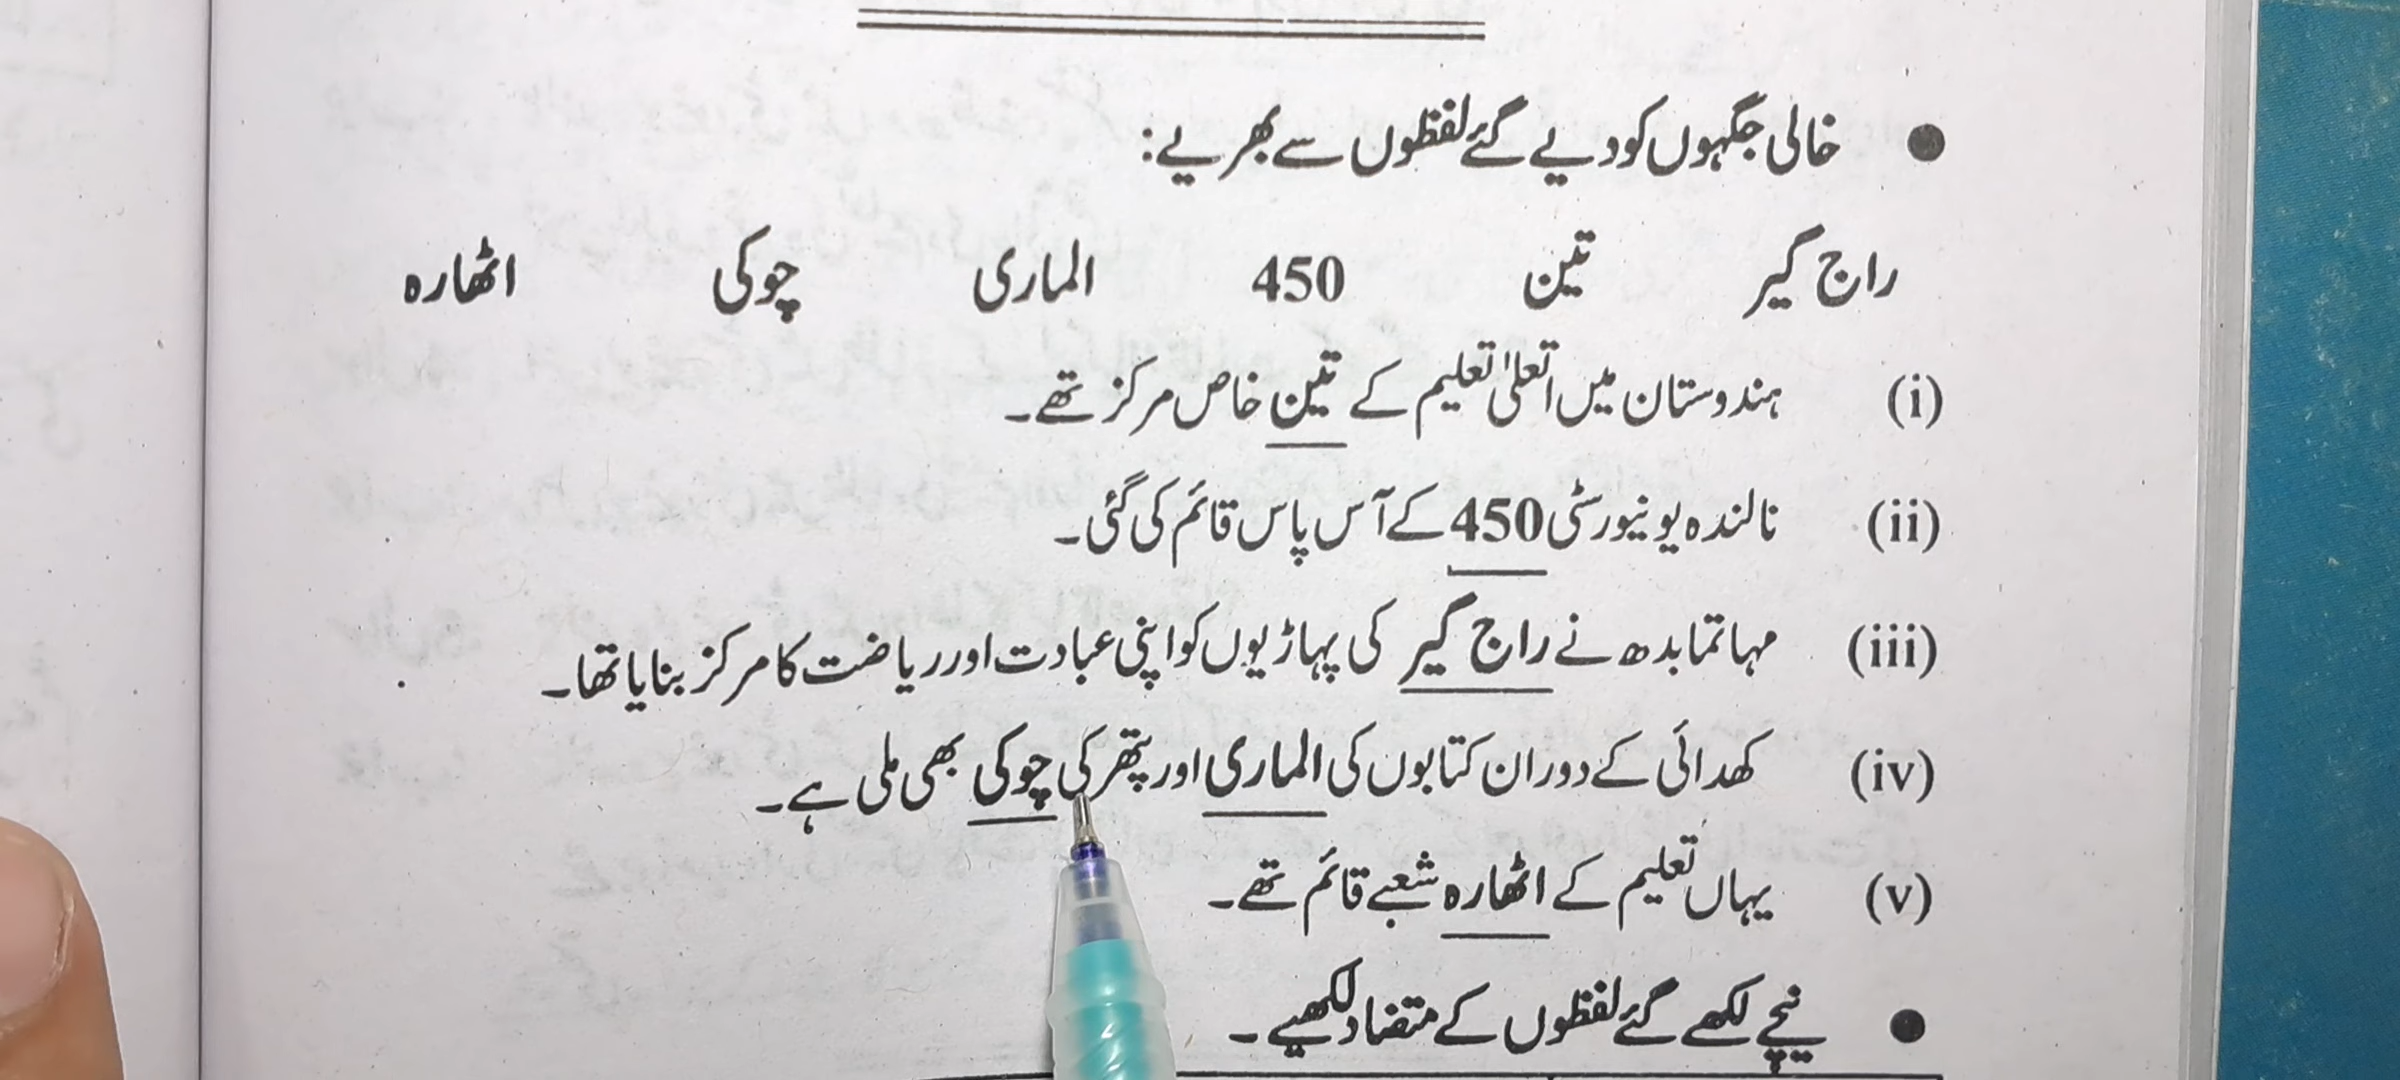 ● خالی جگہوں کو دیے گئے لفظوں سے بھریے:
راج گیر تین 450 الماری چوکی اٹھارہ
(i) ہندوستان میں اعلیٰ تعلیم کے تین خاص مرکز تھے۔
(ii) نالندہ یونیورسٹی 450 کے آس پاس قائم کی گئی۔
(iii) مہاتما بدھ نے راج گیر کی پہاڑیوں کو اپنی عبادت اور ریاضت کا مرکز بنایا تھا۔
(iv) کھدائی کے دوران کتابوں کی الماری اور پتھر کی چوکی بھی ملی ہے۔
(v) یہاں تعلیم کے اٹھارہ شعبے قائم تھے۔
● نیچے لکھے گئے لفظوں کے متضاد لکھیے۔